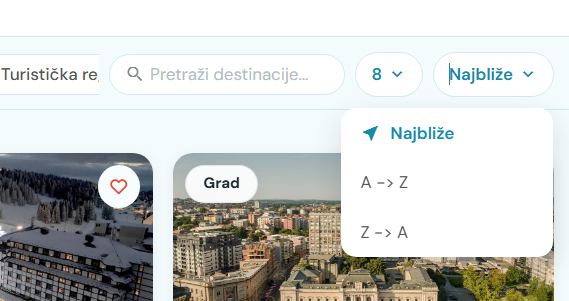 Turistička re
Pretraži destinacije...
8
Najbliže
Najbliže
A -> Z
Z -> A
Grad